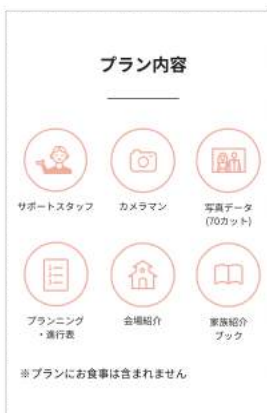 プラン内容
サポートスタッフ
カメラマン
写真データ
(70カット)
プランニング
・進行表
会場紹介
家族紹介
ブック
※プランにお食事は含まれません